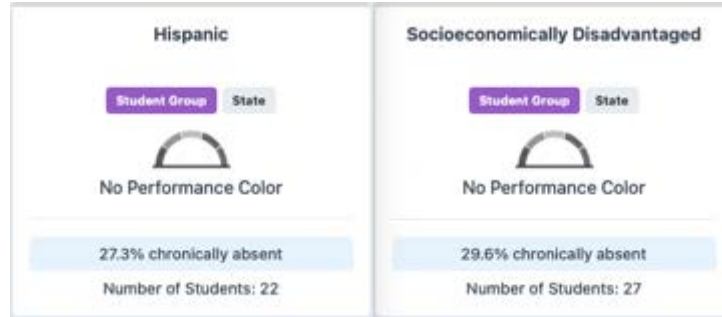 Hispanic
Student Group State
No Performance Color
27.3% chronically absent
Number of Students: 22
Socioeconomically Disadvantaged
Student Group State
No Performance Color
29.6% chronically absent
Number of Students: 27